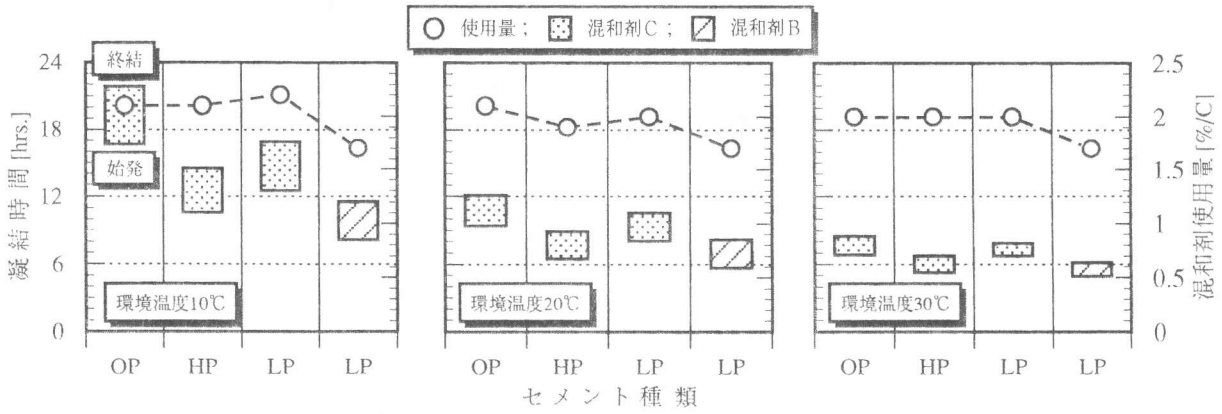 使用量； 混和剤C； 混和剤B
凝結時間 [hrs.]
24
18
12
6
0
終結
始発
環境温度10℃
OP HP LP LP
環境温度20℃
OP HP LP LP
環境温度30℃
OP HP LP LP
2.5
2
1.5
1
0.5
0
混和剤使用量 [%/C]
セメント種類